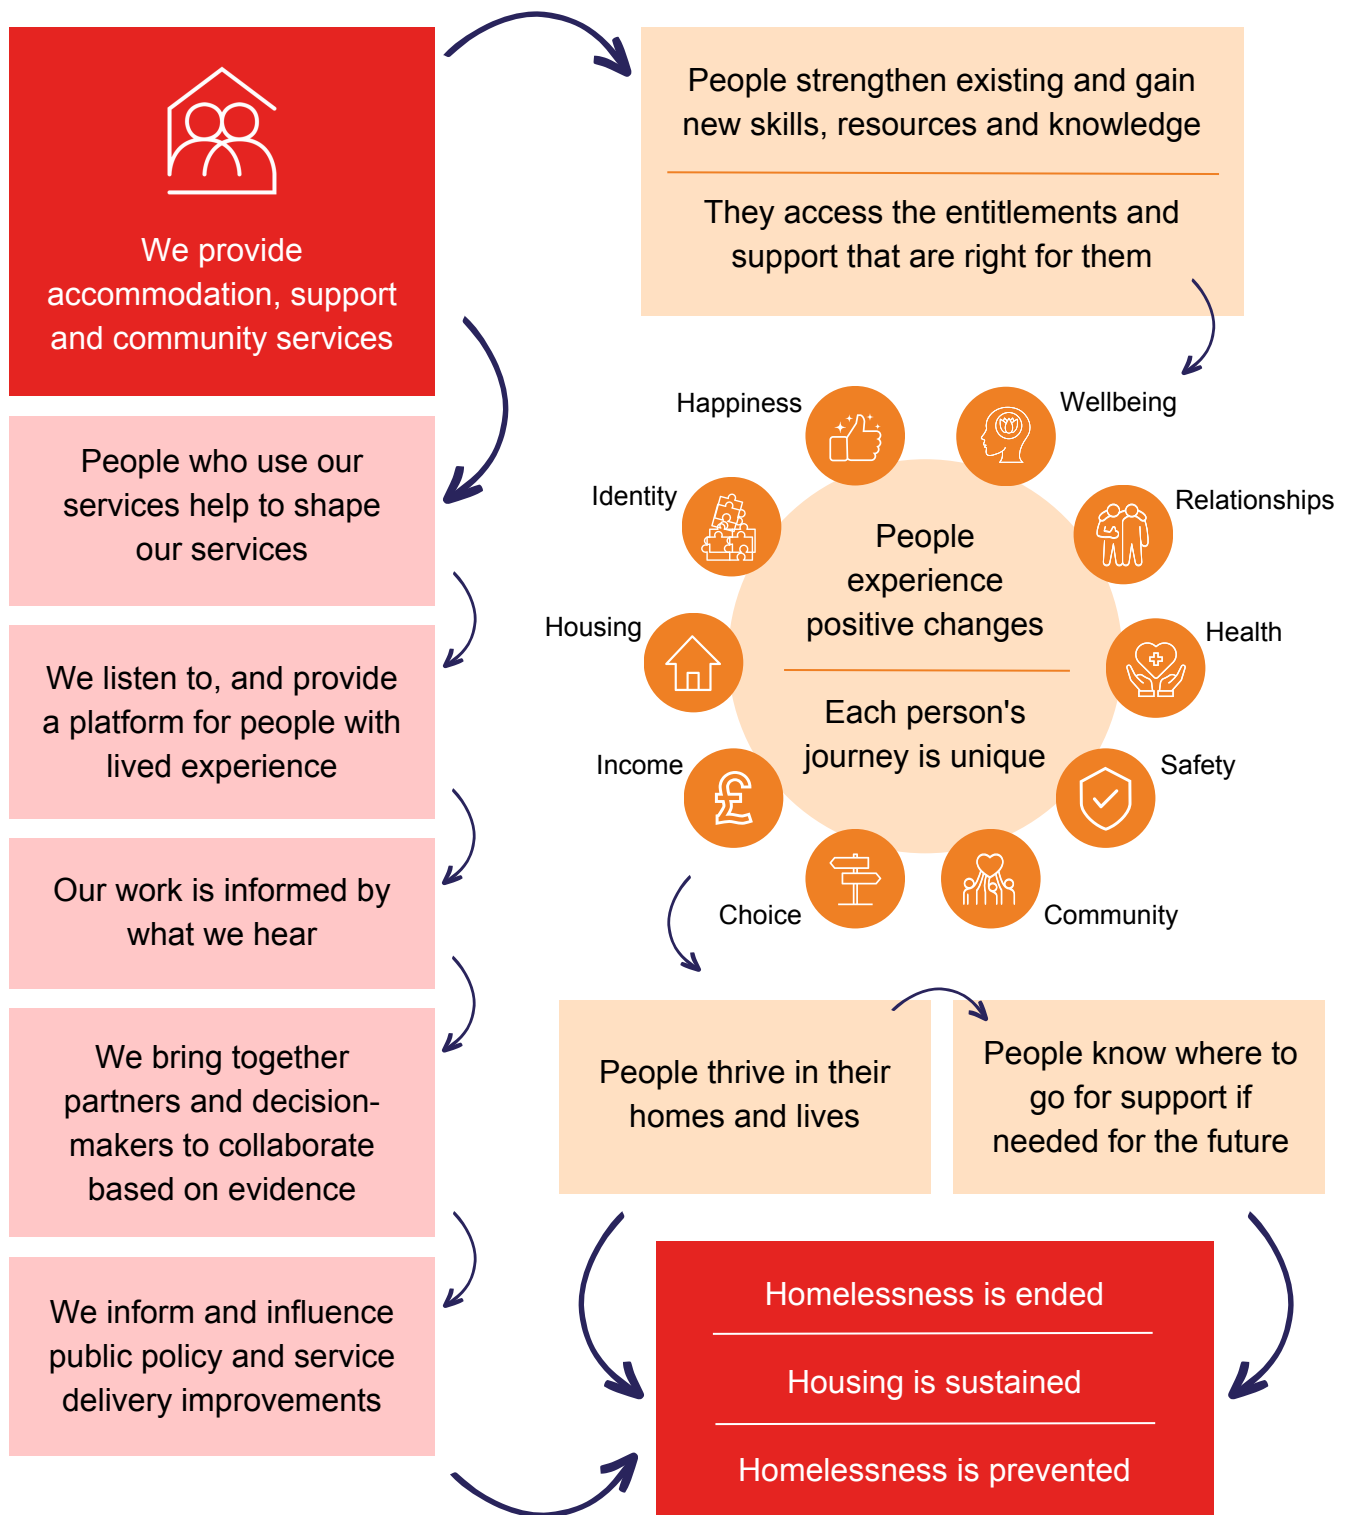 We provide
accommodation, support
and community services
People who use our
services help to shape
our services
We listen to, and provide
a platform for people with
lived experience
Our work is informed by
what we hear
We bring together
partners and decision-
makers to collaborate
based on evidence
We inform and influence
public policy and service
delivery improvements
People strengthen existing and gain
new skills, resources and knowledge
They access the entitlements and
support that are right for them
Happiness
Wellbeing
Identity
Relationships
Housing
Health
Income
Safety
Choice
Community
People
experience
positive changes
Each person's
journey is unique
£
People thrive in their
homes and lives
People know where to
go for support if
needed for the future
Homelessness is ended
Housing is sustained
Homelessness is prevented